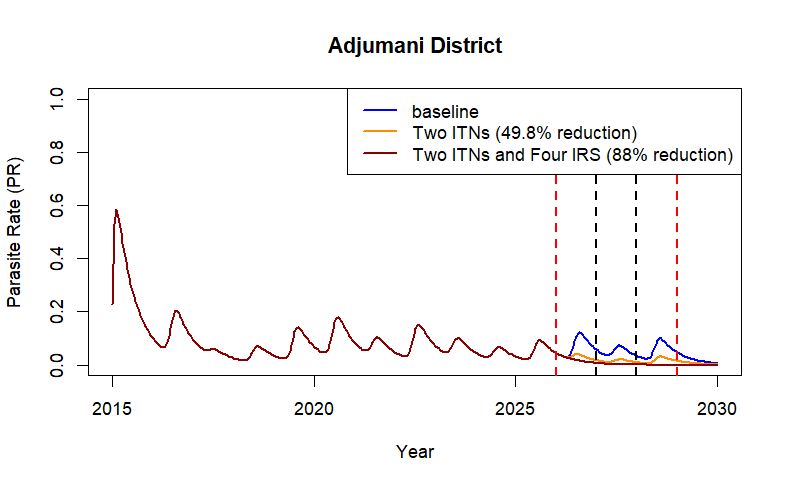 Adjumani District
baseline
Two ITNs (49.8% reduction)
Two ITNs and Four IRS (88% reduction)
Parasite Rate (PR)
1.0
0.8
0.6
0.4
0.2
0.0
2015 2020 2025 2030
Year